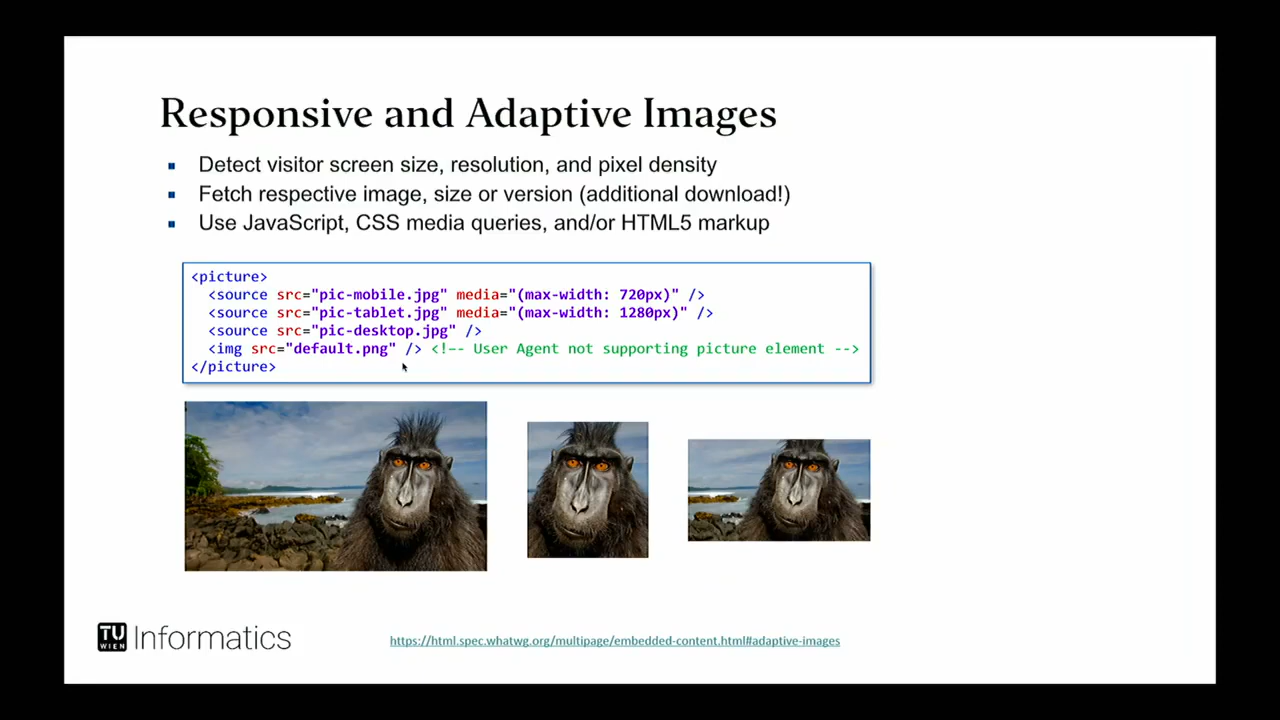 Responsive and Adaptive Images
Detect visitor screen size, resolution, and pixel density
Fetch respective image, size or version (additional download!)
Use JavaScript, CSS media queries, and/or HTML5 markup
<picture>
<source src="pic-mobile.jpg" media="(max-width: 720px)" />
<source src="pic-tablet.jpg" media="(max-width: 1280px)" />
<source src="pic-desktop.jpg" />
<img src="default.png" /> <!-- User Agent not supporting picture element -->
</picture>
TU
WIEN
Informatics
https://html.spec.whatwg.org/multipage/embedded-content.html#adaptive-images